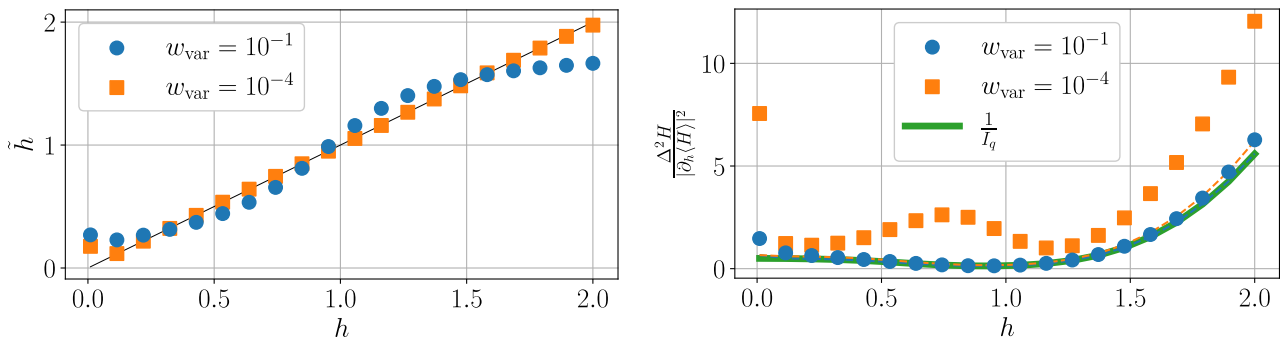 2
1
0
h̃
w_var = 10^{-1}
w_var = 10^{-4}
0.0 0.5 1.0 1.5 2.0
h
10
5
0
Δ²H / |∂_h⟨H⟩|²
w_var = 10^{-1}
w_var = 10^{-4}
1/I_q
0.0 0.5 1.0 1.5 2.0
h